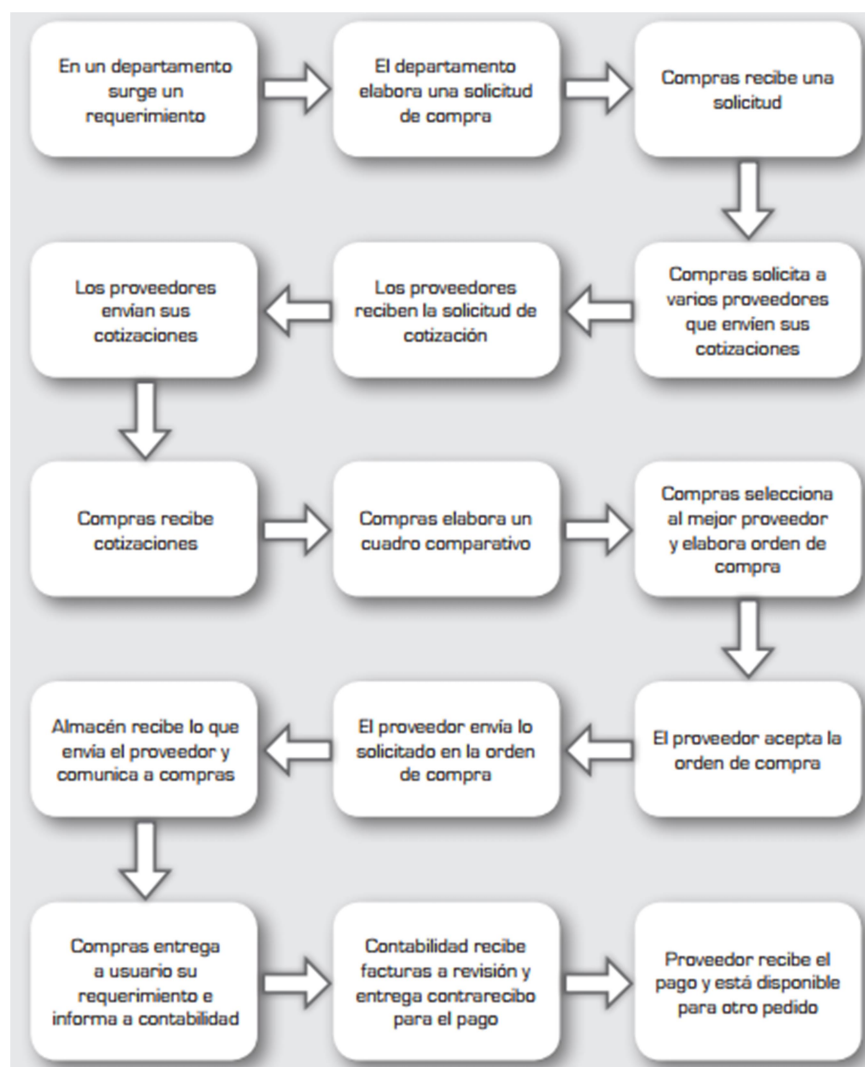 En un departamento
surge un
requerimiento
El departamento
elabora una solicitud
de compra
Compras recibe una
solicitud
Compras solicita a
varios proveedores
que envíen sus
cotizaciones
Los proveedores
reciben la solicitud de
cotización
Los proveedores
envían sus
cotizaciones
Compras recibe
cotizaciones
Compras elabora un
cuadro comparativo
Compras selecciona
al mejor proveedor
y elabora orden de
compra
El proveedor acepta la
orden de compra
El proveedor envía lo
solicitado en la orden
de compra
Almacén recibe lo que
envía el proveedor y
comunica a compras
Compras entrega
a usuario su
requerimiento e
informa a contabilidad
Contabilidad recibe
facturas a revisión y
entrega contrarecibo
para el pago
Proveedor recibe el
pago y está disponible
para otro pedido